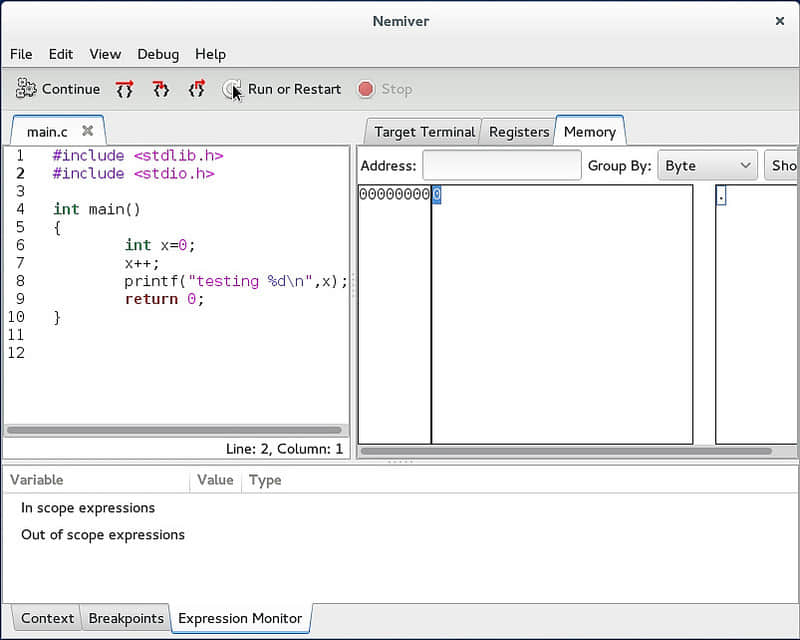 Nemiver
File Edit View Debug Help
Continue Run or Restart Stop
main.c
Target Terminal Registers Memory
1 #include <stdlib.h>
2 #include <stdio.h>
3
4 int main()
5 {
6 int x=0;
7 x++;
8 printf("testing %d\n",x);
9 return 0;
10 }
11
12
Line: 2, Column: 1
Address: Group By: Byte Sho
00000000 0 .
Variable Value Type
In scope expressions
Out of scope expressions
Context Breakpoints Expression Monitor